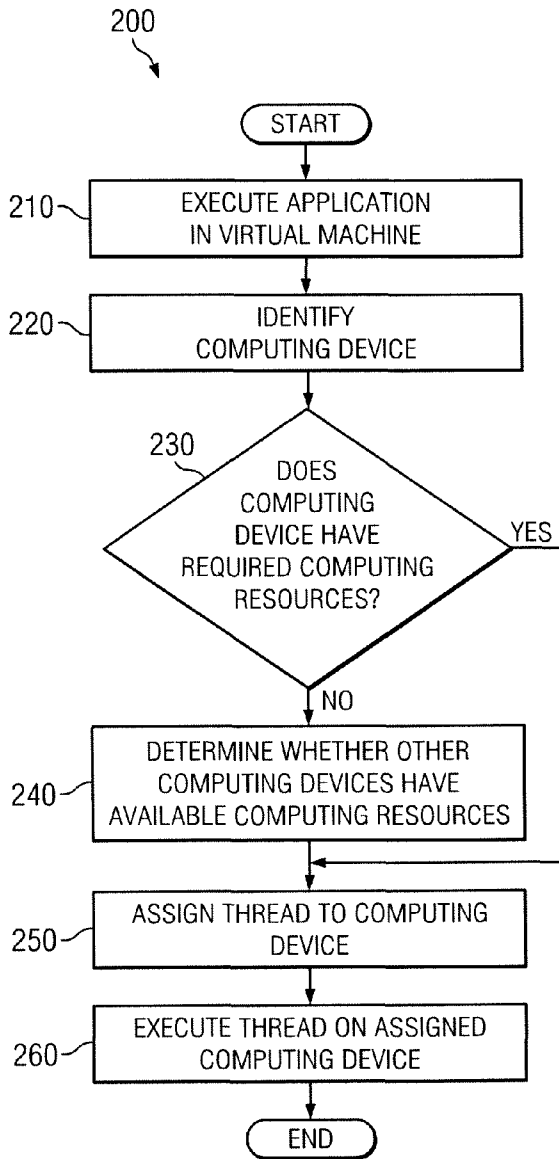 200
START
210
EXECUTE APPLICATION
IN VIRTUAL MACHINE
220
IDENTIFY
COMPUTING DEVICE
230
DOES
COMPUTING
DEVICE HAVE
REQUIRED COMPUTING
RESOURCES?
YES
NO
240
DETERMINE WHETHER OTHER
COMPUTING DEVICES HAVE
AVAILABLE COMPUTING RESOURCES
250
ASSIGN THREAD TO COMPUTING
DEVICE
260
EXECUTE THREAD ON ASSIGNED
COMPUTING DEVICE
END